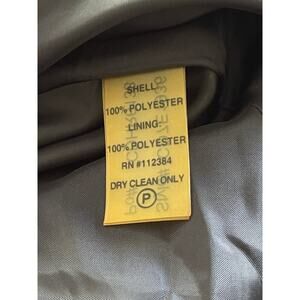 SHELL:
100% POLYESTER
LINING:
100% POLYESTER
RN #112384
DRY CLEAN ONLY
P